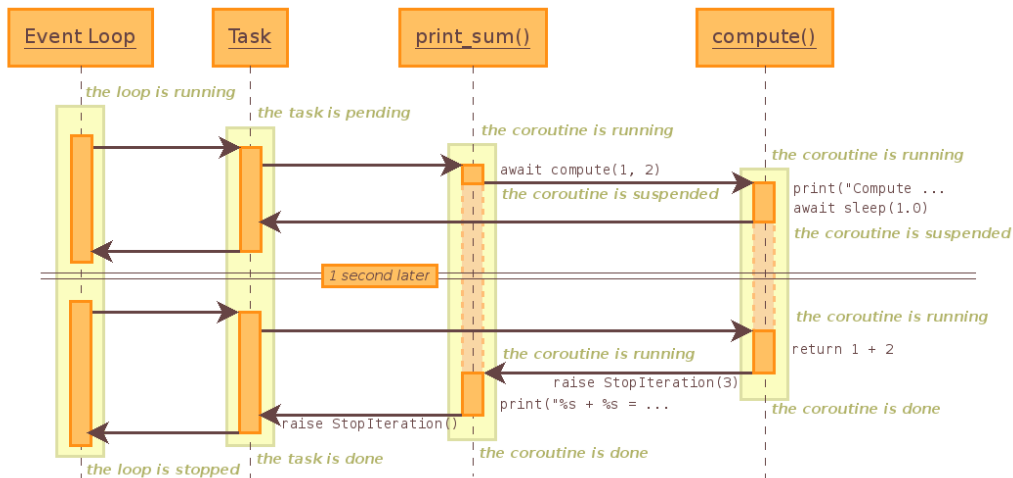 Event Loop
Task
print_sum()
compute()
the loop is running
the task is pending
the coroutine is running
the coroutine is running
await compute(1, 2)
the coroutine is suspended
print("Compute ...
await sleep(1.0)
the coroutine is suspended
1 second later
the coroutine is running
return 1 + 2
the coroutine is running
raise StopIteration(3)
print("%s + %s = ...
the coroutine is done
raise StopIteration()
the coroutine is done
the task is done
the loop is stopped